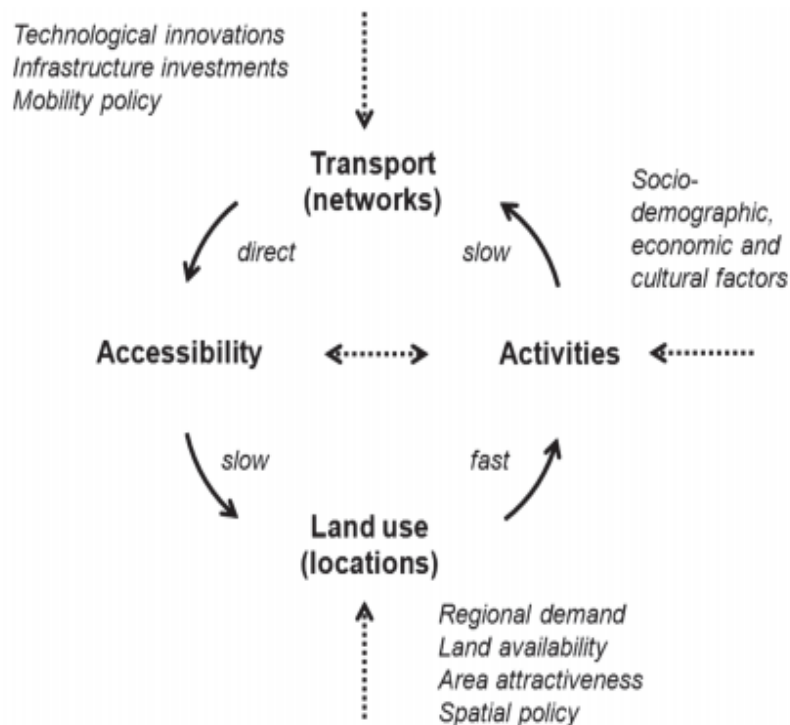 Technological innovations
Infrastructure investments
Mobility policy
Transport
(networks)
Socio-
demographic,
economic and
cultural factors
direct
slow
Accessibility
Activities
slow
fast
Land use
(locations)
Regional demand
Land availability
Area attractiveness
Spatial policy